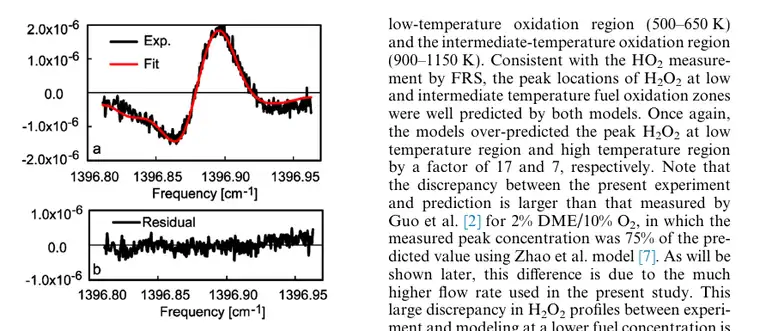 2.0x10-6
1.0x10-6
0.0
-1.0x10-6
-2.0x10-6
Exp.
Fit
a
1396.80 1396.85 1396.90 1396.95
Frequency [cm-1]
1.0x10-6
0.0
-1.0x10-6
Residual
b
1396.80 1396.85 1396.90 1396.95
Frequency [cm-1]
low-temperature oxidation region (500–650 K)
and the intermediate-temperature oxidation region
(900–1150 K). Consistent with the HO2 measure-
ment by FRS, the peak locations of H2O2 at low
and intermediate temperature fuel oxidation zones
were well predicted by both models. Once again,
the models over-predicted the peak H2O2 at low
temperature region and high temperature region
by a factor of 17 and 7, respectively. Note that
the discrepancy between the present experiment
and prediction is larger than that measured by
Guo et al. [2] for 2% DME/10% O2, in which the
measured peak concentration was 75% of the pre-
dicted value using Zhao et al. model [7]. As will be
shown later, this difference is due to the much
higher flow rate used in the present study. This
large discrepancy in H2O2 profiles between experi-
ment and modeling at a lower fuel concentration is